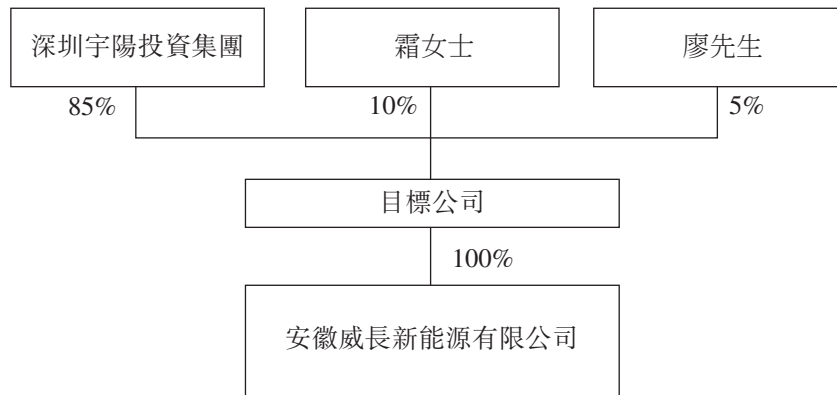 深圳宇陽投資集團
霜女士
廖先生
85%
10%
5%
目標公司
100%
安徽威長新能源有限公司